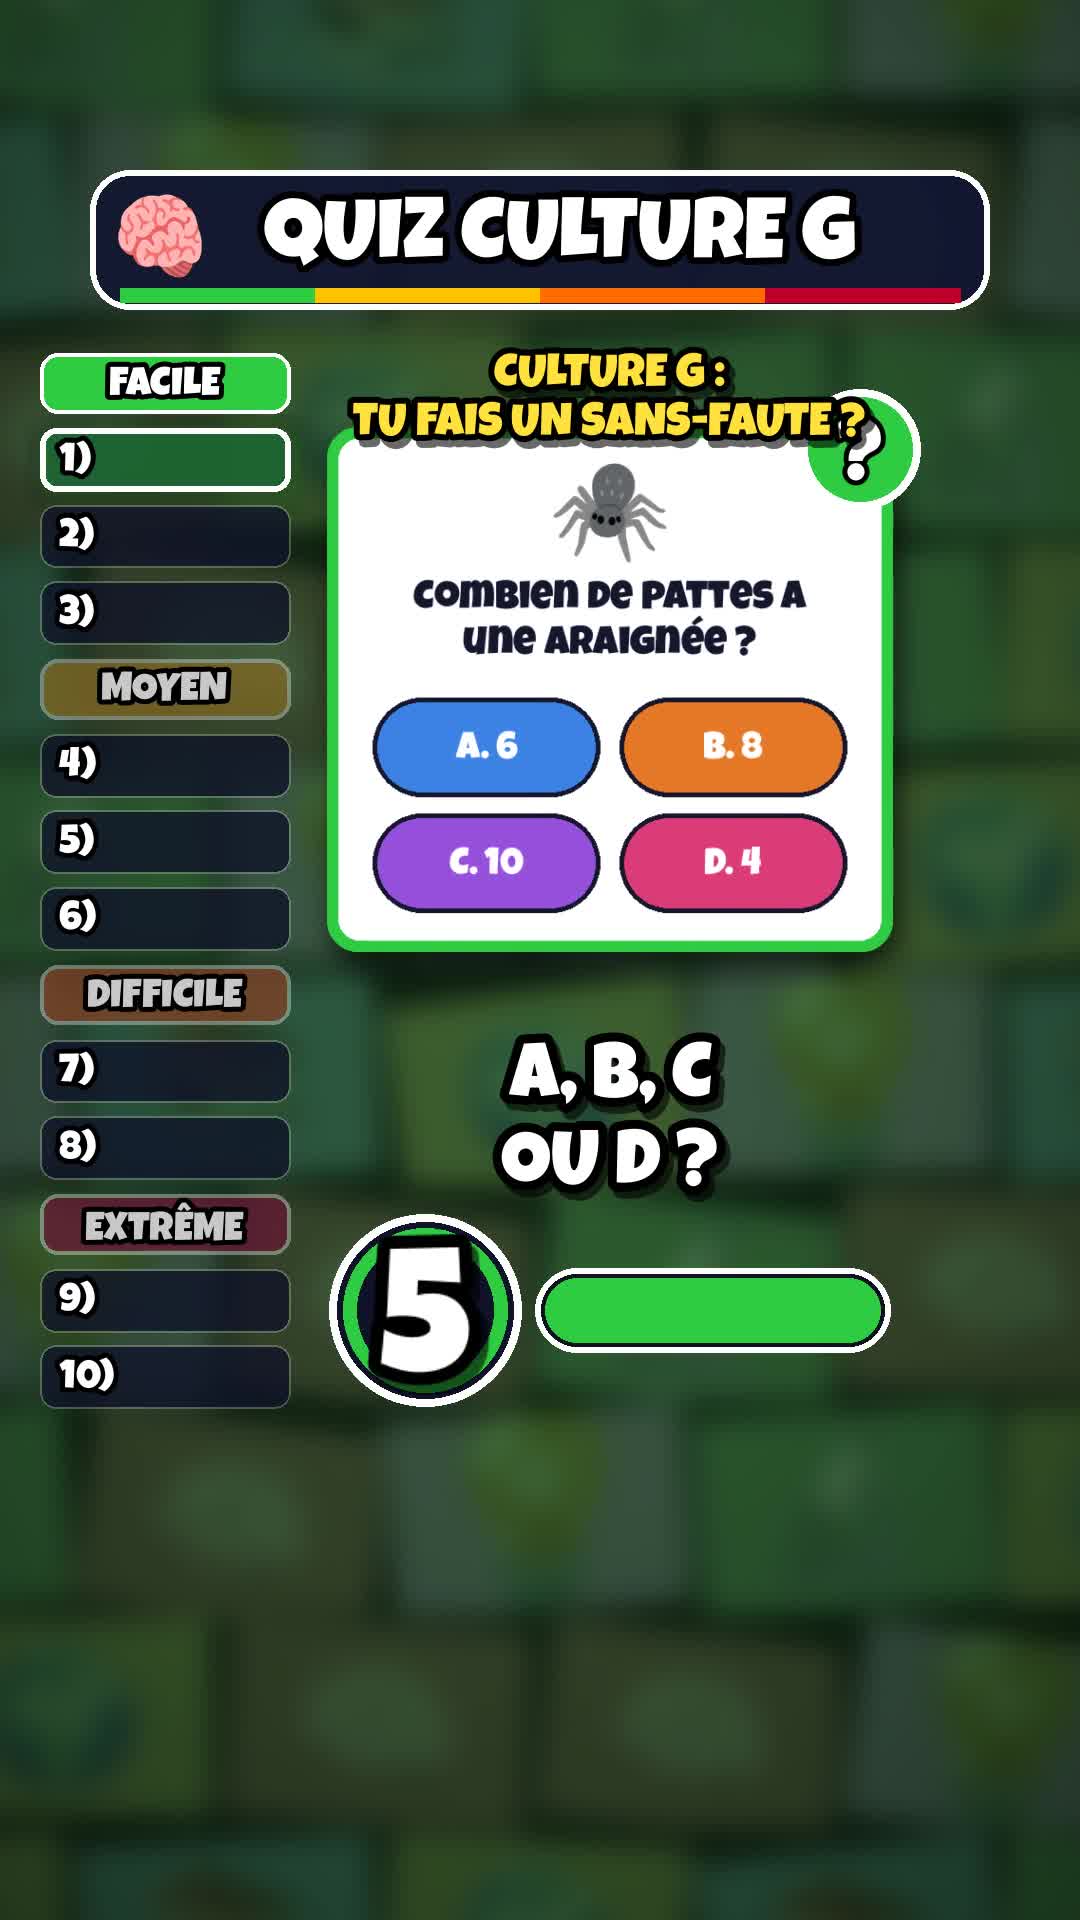 QUIZ CULTURE G
FACILE
1)
2)
3)
MOYEN
4)
5)
6)
DIFFICILE
7)
8)
EXTRÊME
9)
10)
CULTURE G :
TU FAIS UN SANS-FAUTE ?
?
Combien de pattes a
une araignée ?
A. 6
B. 8
C. 10
D. 4
A, B, C
OU D ?
5